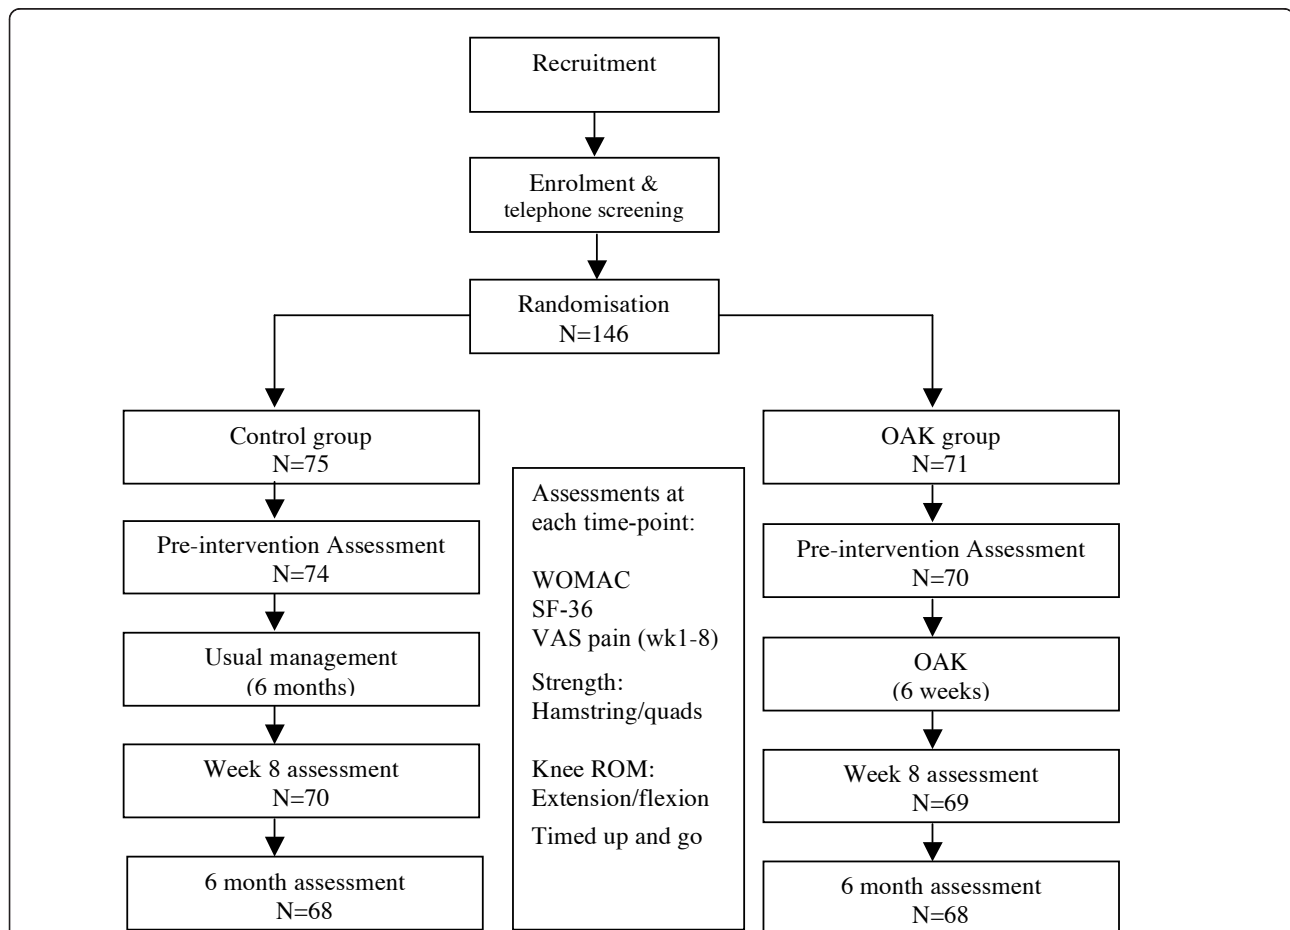 Recruitment
Enrolment &
telephone screening
Randomisation
N=146
Control group
N=75
Pre-intervention Assessment
N=74
Usual management
(6 months)
Week 8 assessment
N=70
6 month assessment
N=68
Assessments at
each time-point:
WOMAC
SF-36
VAS pain (wk1-8)
Strength:
Hamstring/quads
Knee ROM:
Extension/flexion
Timed up and go
OAK group
N=71
Pre-intervention Assessment
N=70
OAK
(6 weeks)
Week 8 assessment
N=69
6 month assessment
N=68